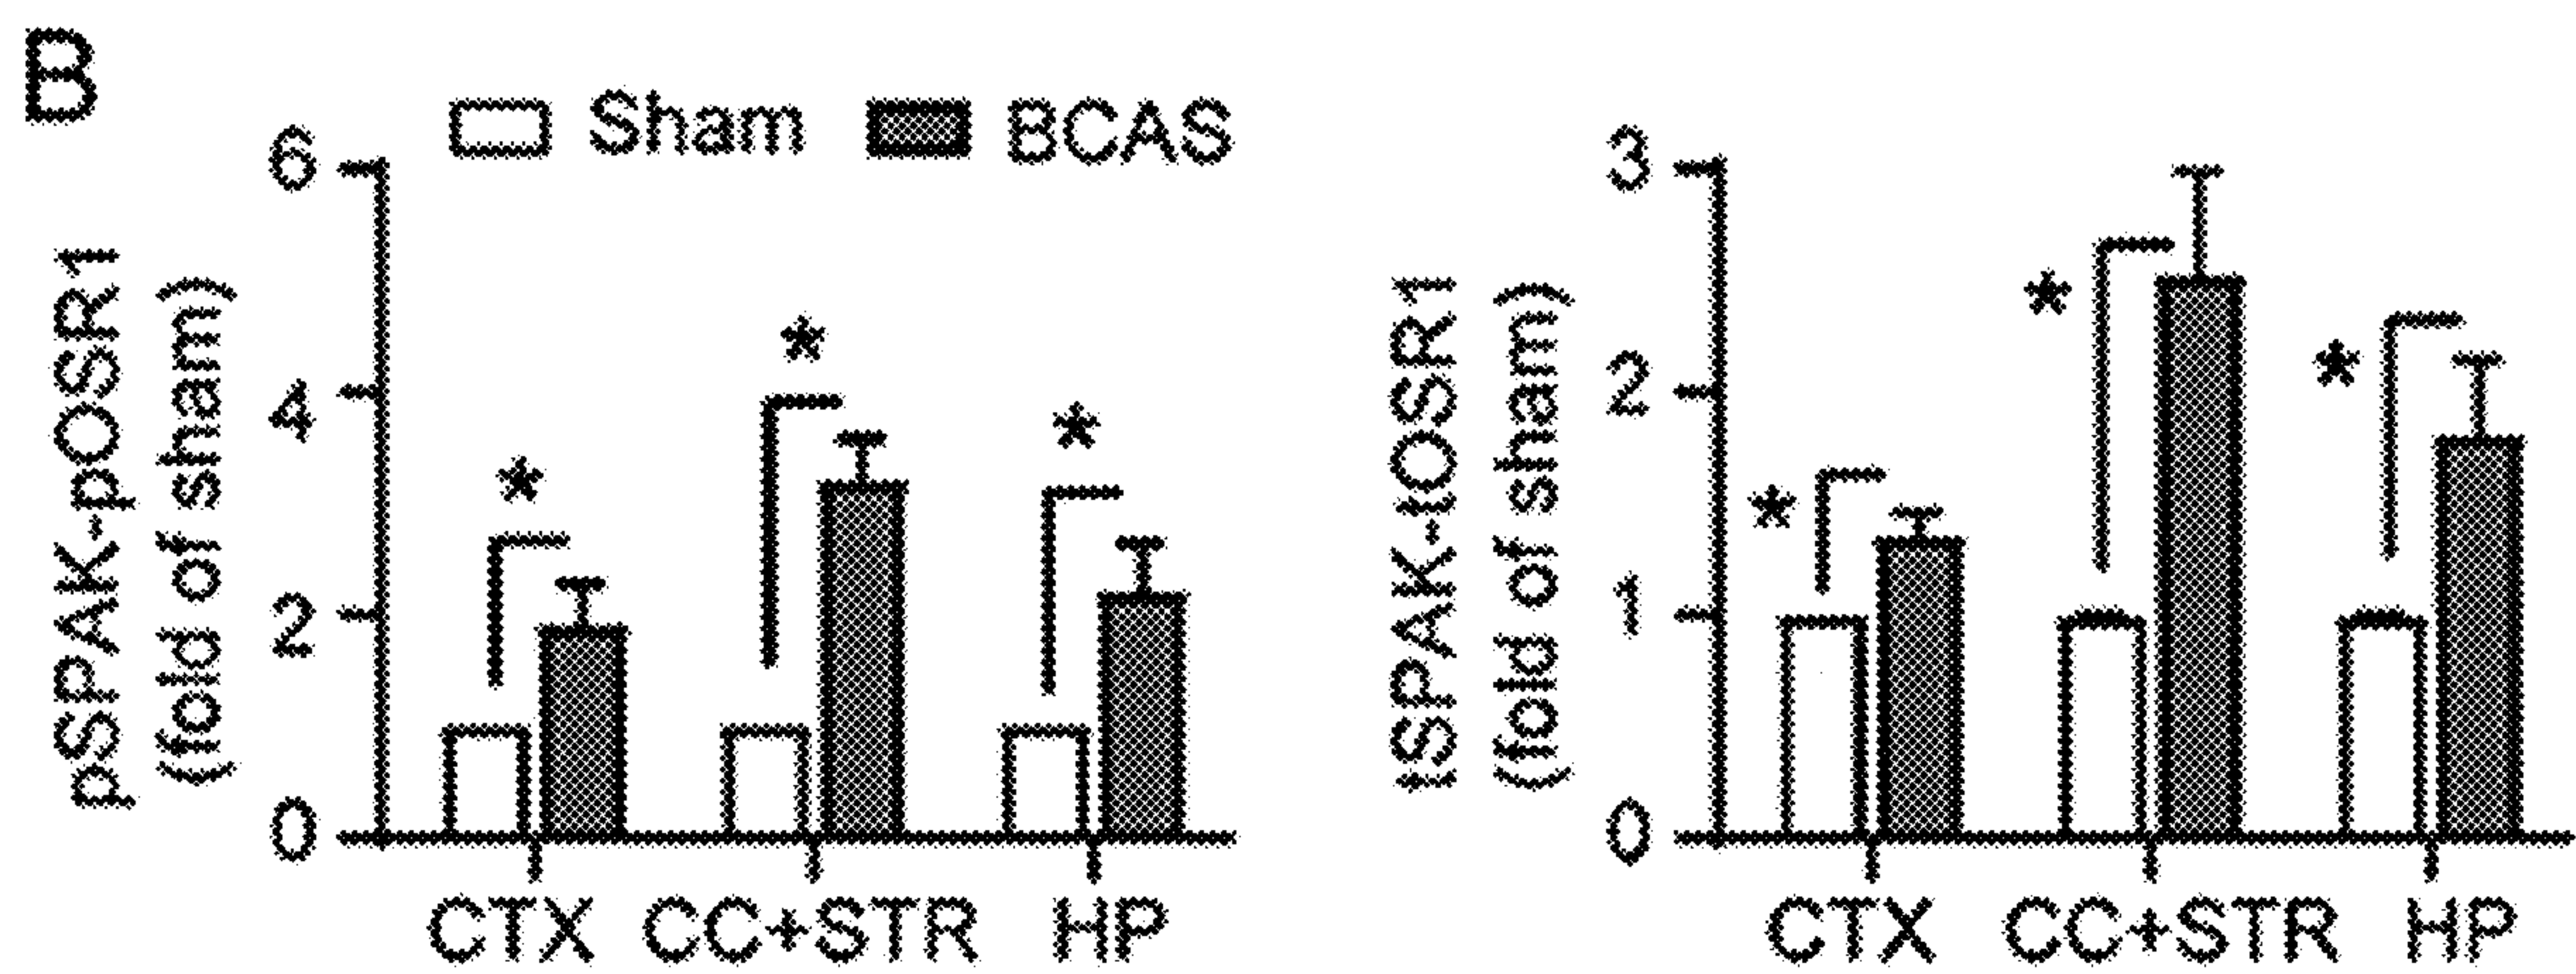 B
Sham BCAS
pSPAK-pOSR1
(fold of sham)
6
4
2
0
*
*
*
CTX CC+STR HP
tSPAK-tOSR1
(fold of sham)
3
2
1
0
*
*
*
CTX CC+STR HP